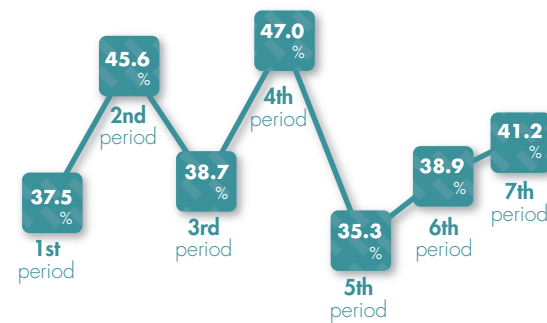 37.5
%
1st
period
45.6
%
2nd
period
38.7
%
3rd
period
47.0
%
4th
period
35.3
%
5th
period
38.9
%
6th
period
41.2
%
7th
period